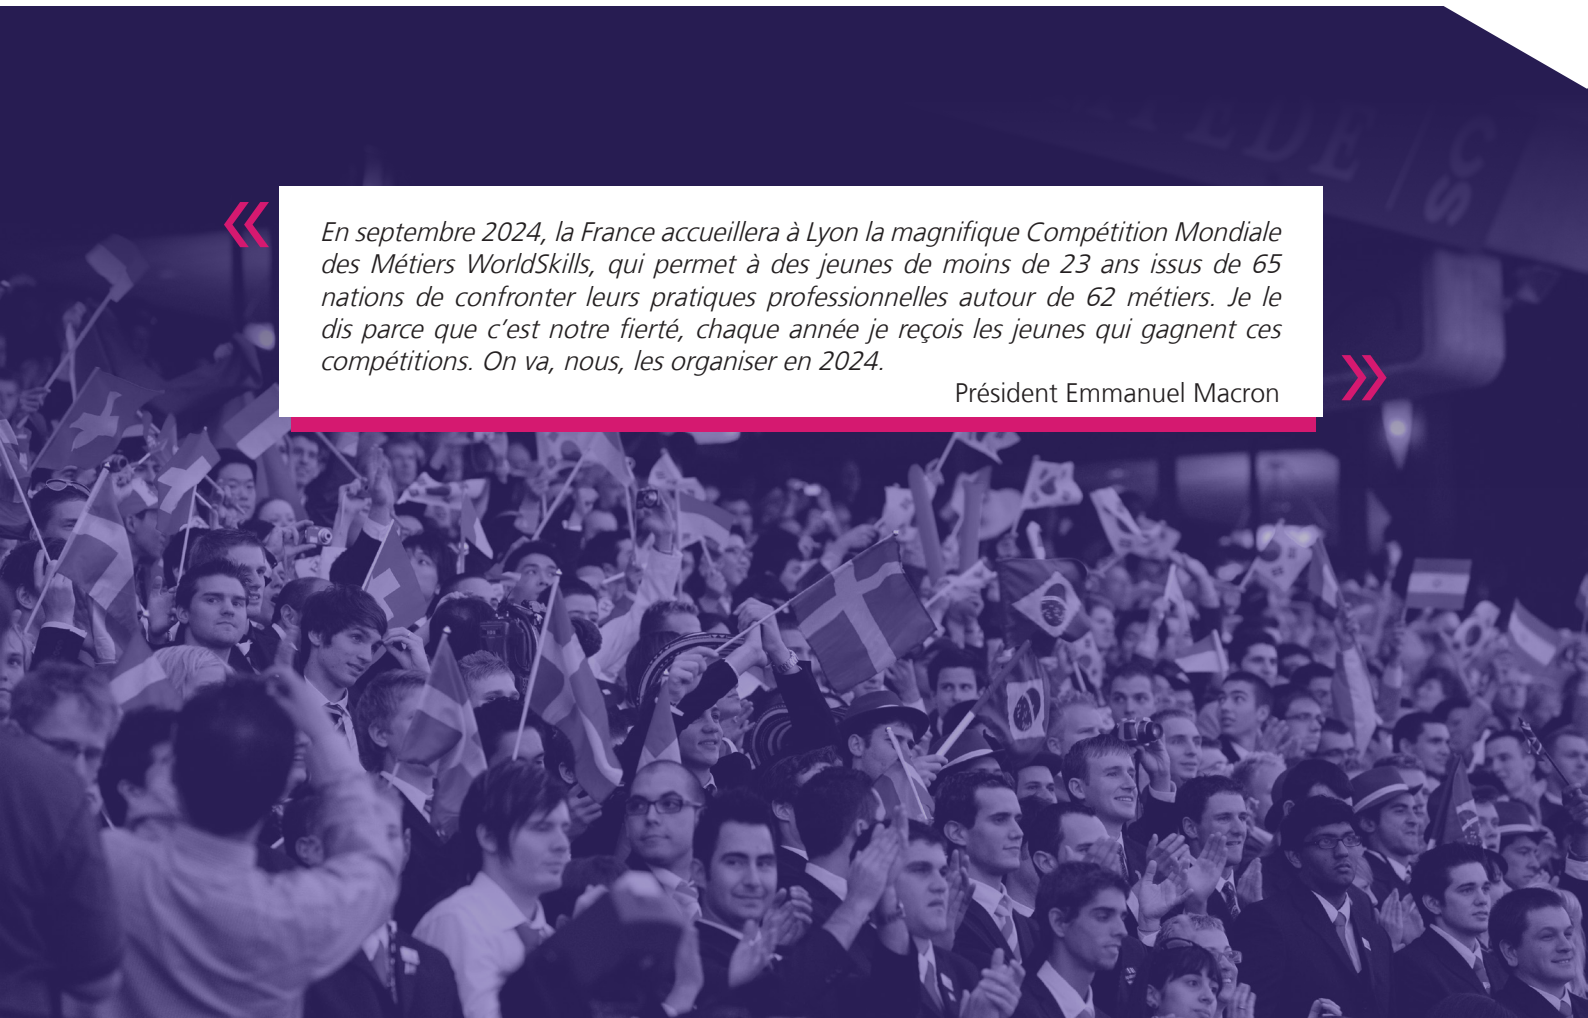 «
En septembre 2024, la France accueillera à Lyon la magnifique Compétition Mondiale
des Métiers WorldSkills, qui permet à des jeunes de moins de 23 ans issus de 65
nations de confronter leurs pratiques professionnelles autour de 62 métiers. Je le
dis parce que c’est notre fierté, chaque année je reçois les jeunes qui gagnent ces
compétitions. On va, nous, les organiser en 2024.
»
Président Emmanuel Macron